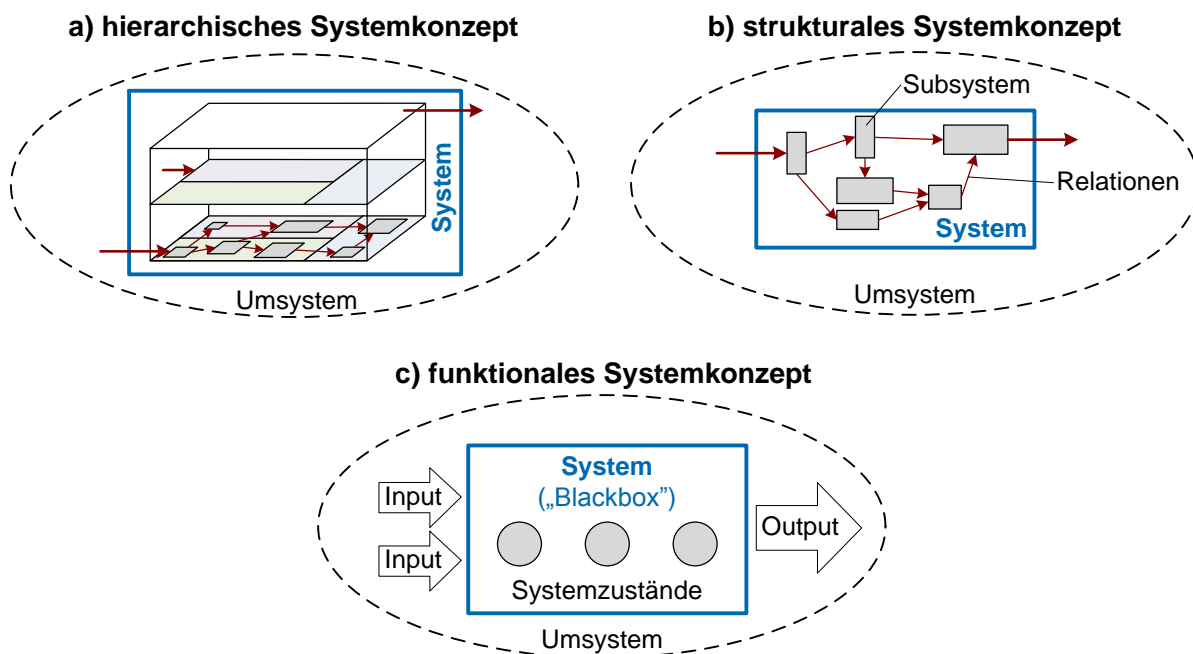 a) hierarchisches Systemkonzept
System
Umsystem
b) strukturales Systemkonzept
Subsystem
Relationen
System
Umsystem
c) funktionales Systemkonzept
System
(„Blackbox”)
Input
Input
Output
Systemzustände
Umsystem